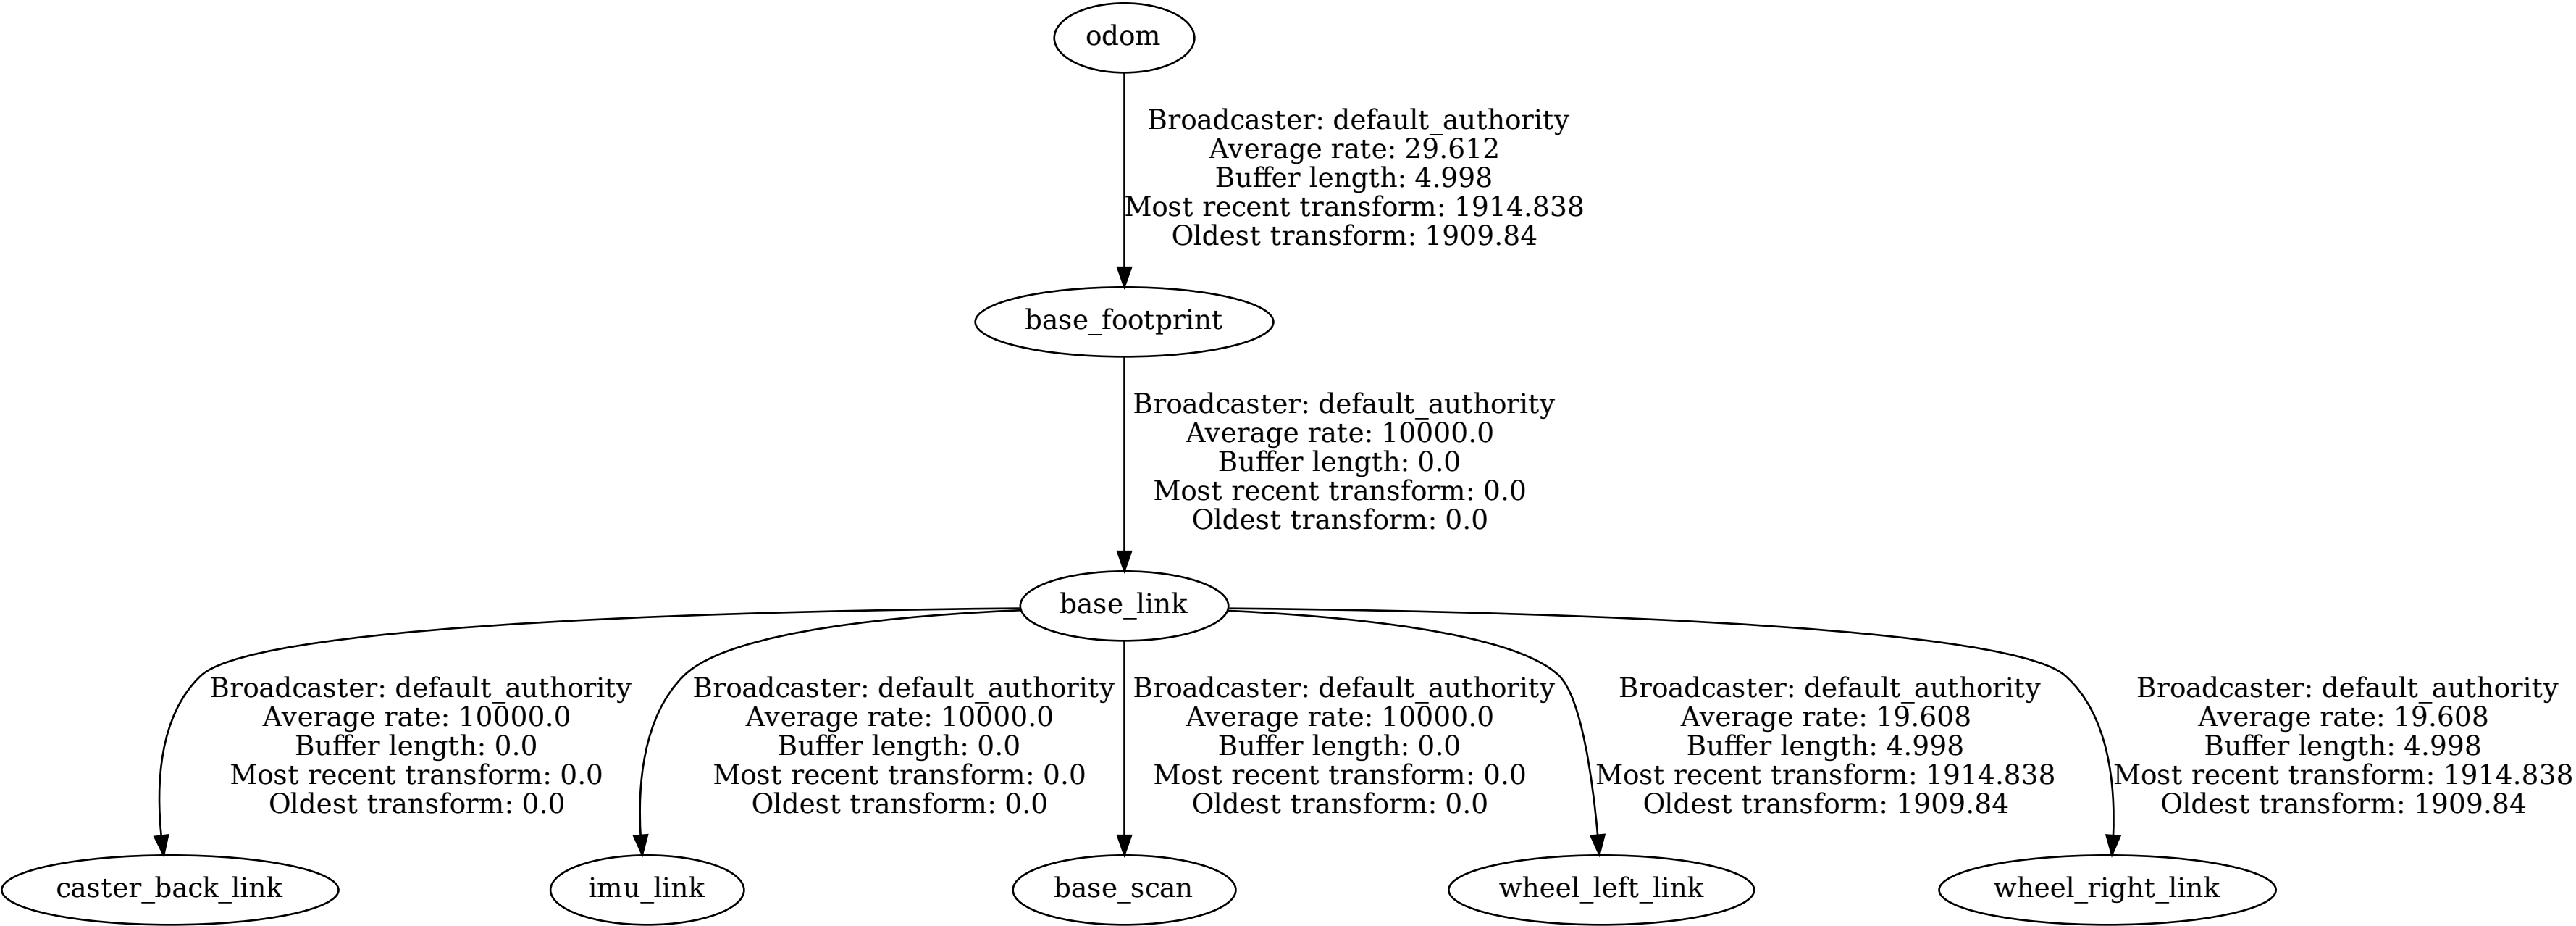 odom
Broadcaster: default_authority
Average rate: 29.612
Buffer length: 4.998
Most recent transform: 1914.838
Oldest transform: 1909.84
base_footprint
Broadcaster: default_authority
Average rate: 10000.0
Buffer length: 0.0
Most recent transform: 0.0
Oldest transform: 0.0
base_link
Broadcaster: default_authority
Average rate: 10000.0
Buffer length: 0.0
Most recent transform: 0.0
Oldest transform: 0.0
Broadcaster: default_authority
Average rate: 10000.0
Buffer length: 0.0
Most recent transform: 0.0
Oldest transform: 0.0
Broadcaster: default_authority
Average rate: 10000.0
Buffer length: 0.0
Most recent transform: 0.0
Oldest transform: 0.0
Broadcaster: default_authority
Average rate: 19.608
Buffer length: 4.998
Most recent transform: 1914.838
Oldest transform: 1909.84
Broadcaster: default_authority
Average rate: 19.608
Buffer length: 4.998
Most recent transform: 1914.838
Oldest transform: 1909.84
caster_back_link
imu_link
base_scan
wheel_left_link
wheel_right_link